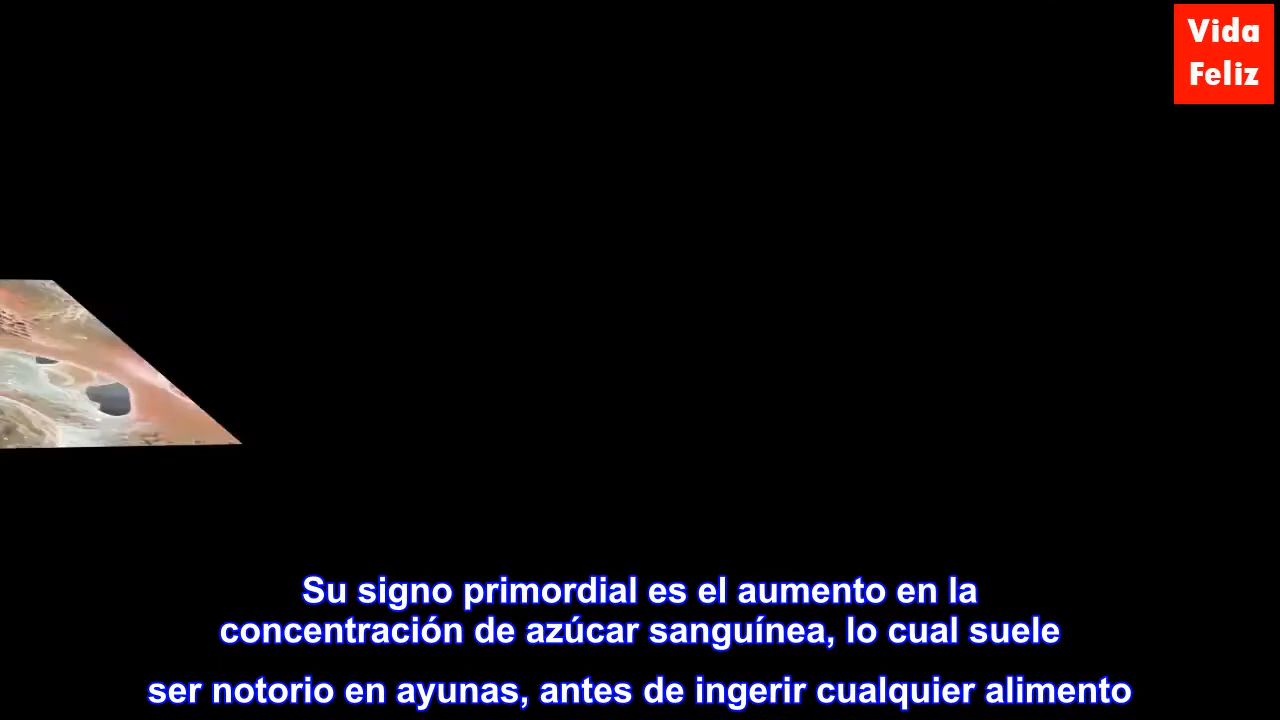 Vida
Feliz
Su signo primordial es el aumento en la
concentración de azúcar sanguínea, lo cual suele
ser notorio en ayunas, antes de ingerir cualquier alimento